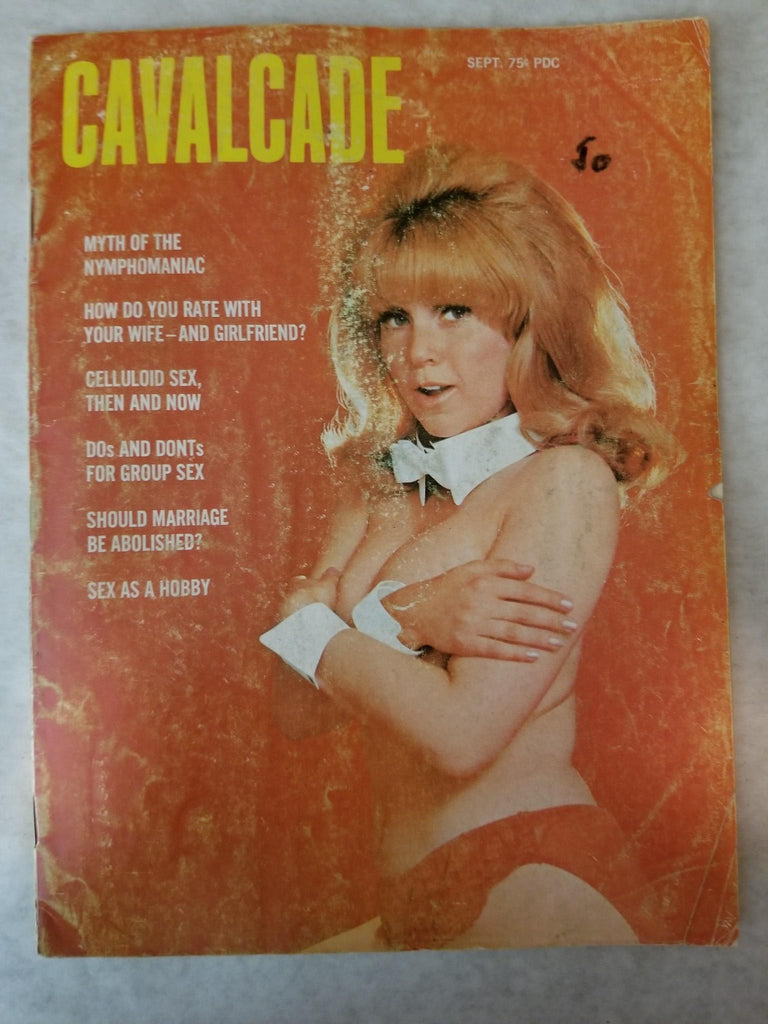 CAVALCADE
SEPT. 75¢ PDC
50
MYTH OF THE
NYMPHOMANIAC
HOW DO YOU RATE WITH
YOUR WIFE—AND GIRLFRIEND?
CELLULOID SEX,
THEN AND NOW
DOs AND DONTs
FOR GROUP SEX
SHOULD MARRIAGE
BE ABOLISHED?
SEX AS A HOBBY